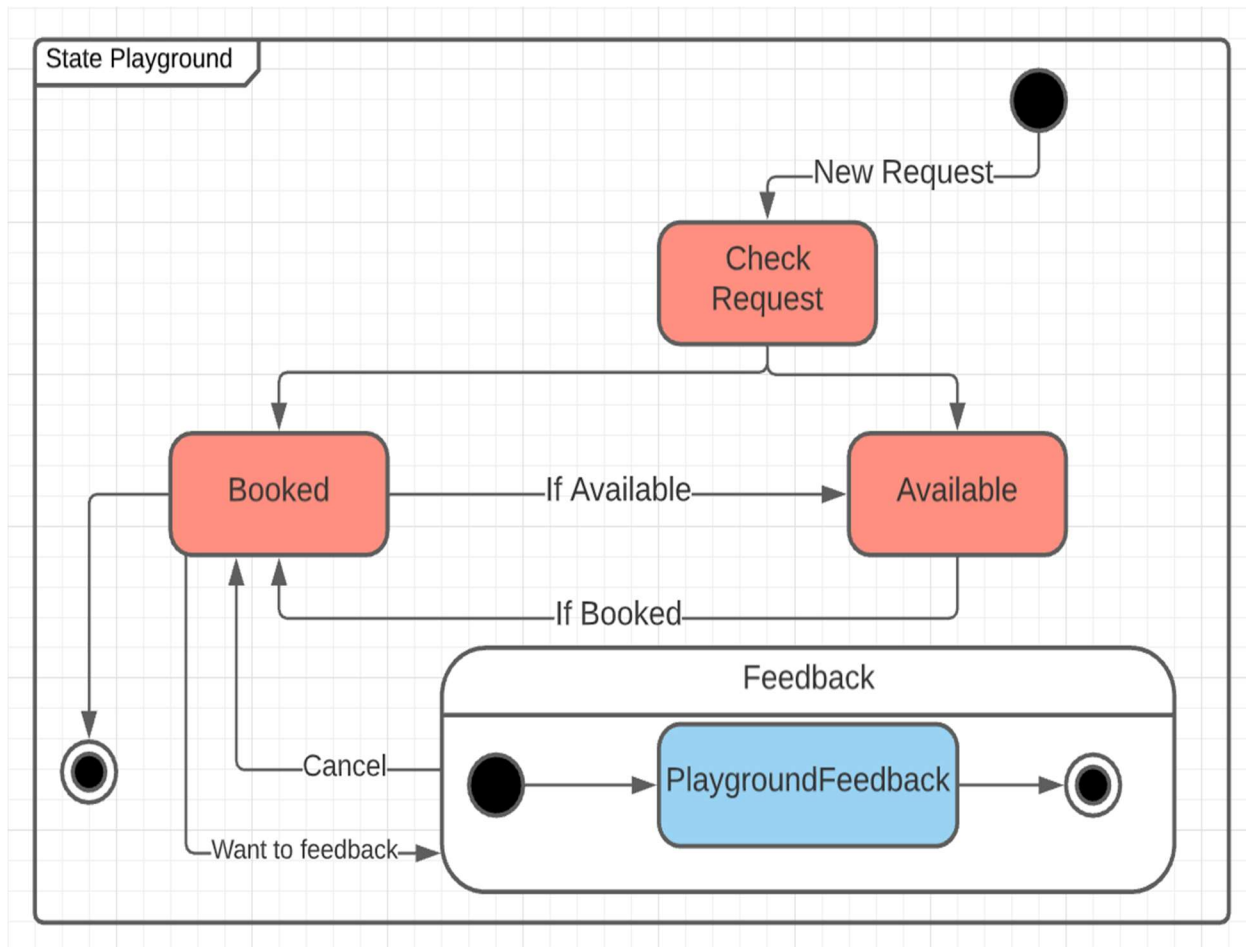 State Playground
New Request
Check
Request
Booked
If Available
Available
If Booked
Feedback
Cancel
PlaygroundFeedback
Want to feedback